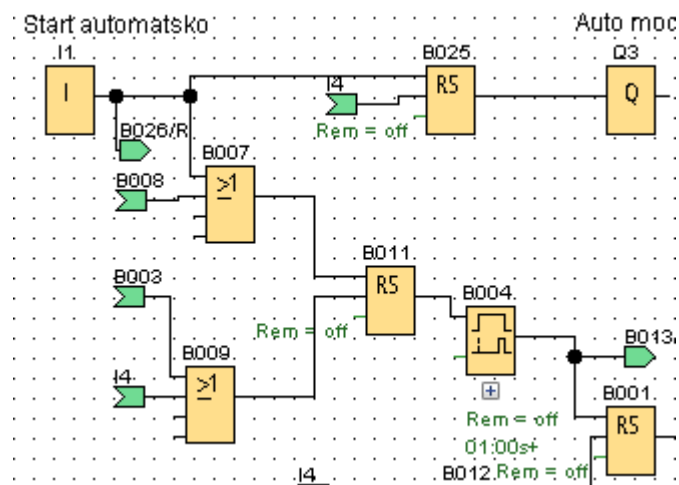 Start automatsko
Auto moc
I1
B025
Q3
I
I4
RS
Q
B026/R
Rem = off
B007
B008
≥1
B003
B011
RS
B004
Rem = off
B013
B009
I4
≥1
B001
Rem = off
RS
01:00s+
I4
B012
Rem = off